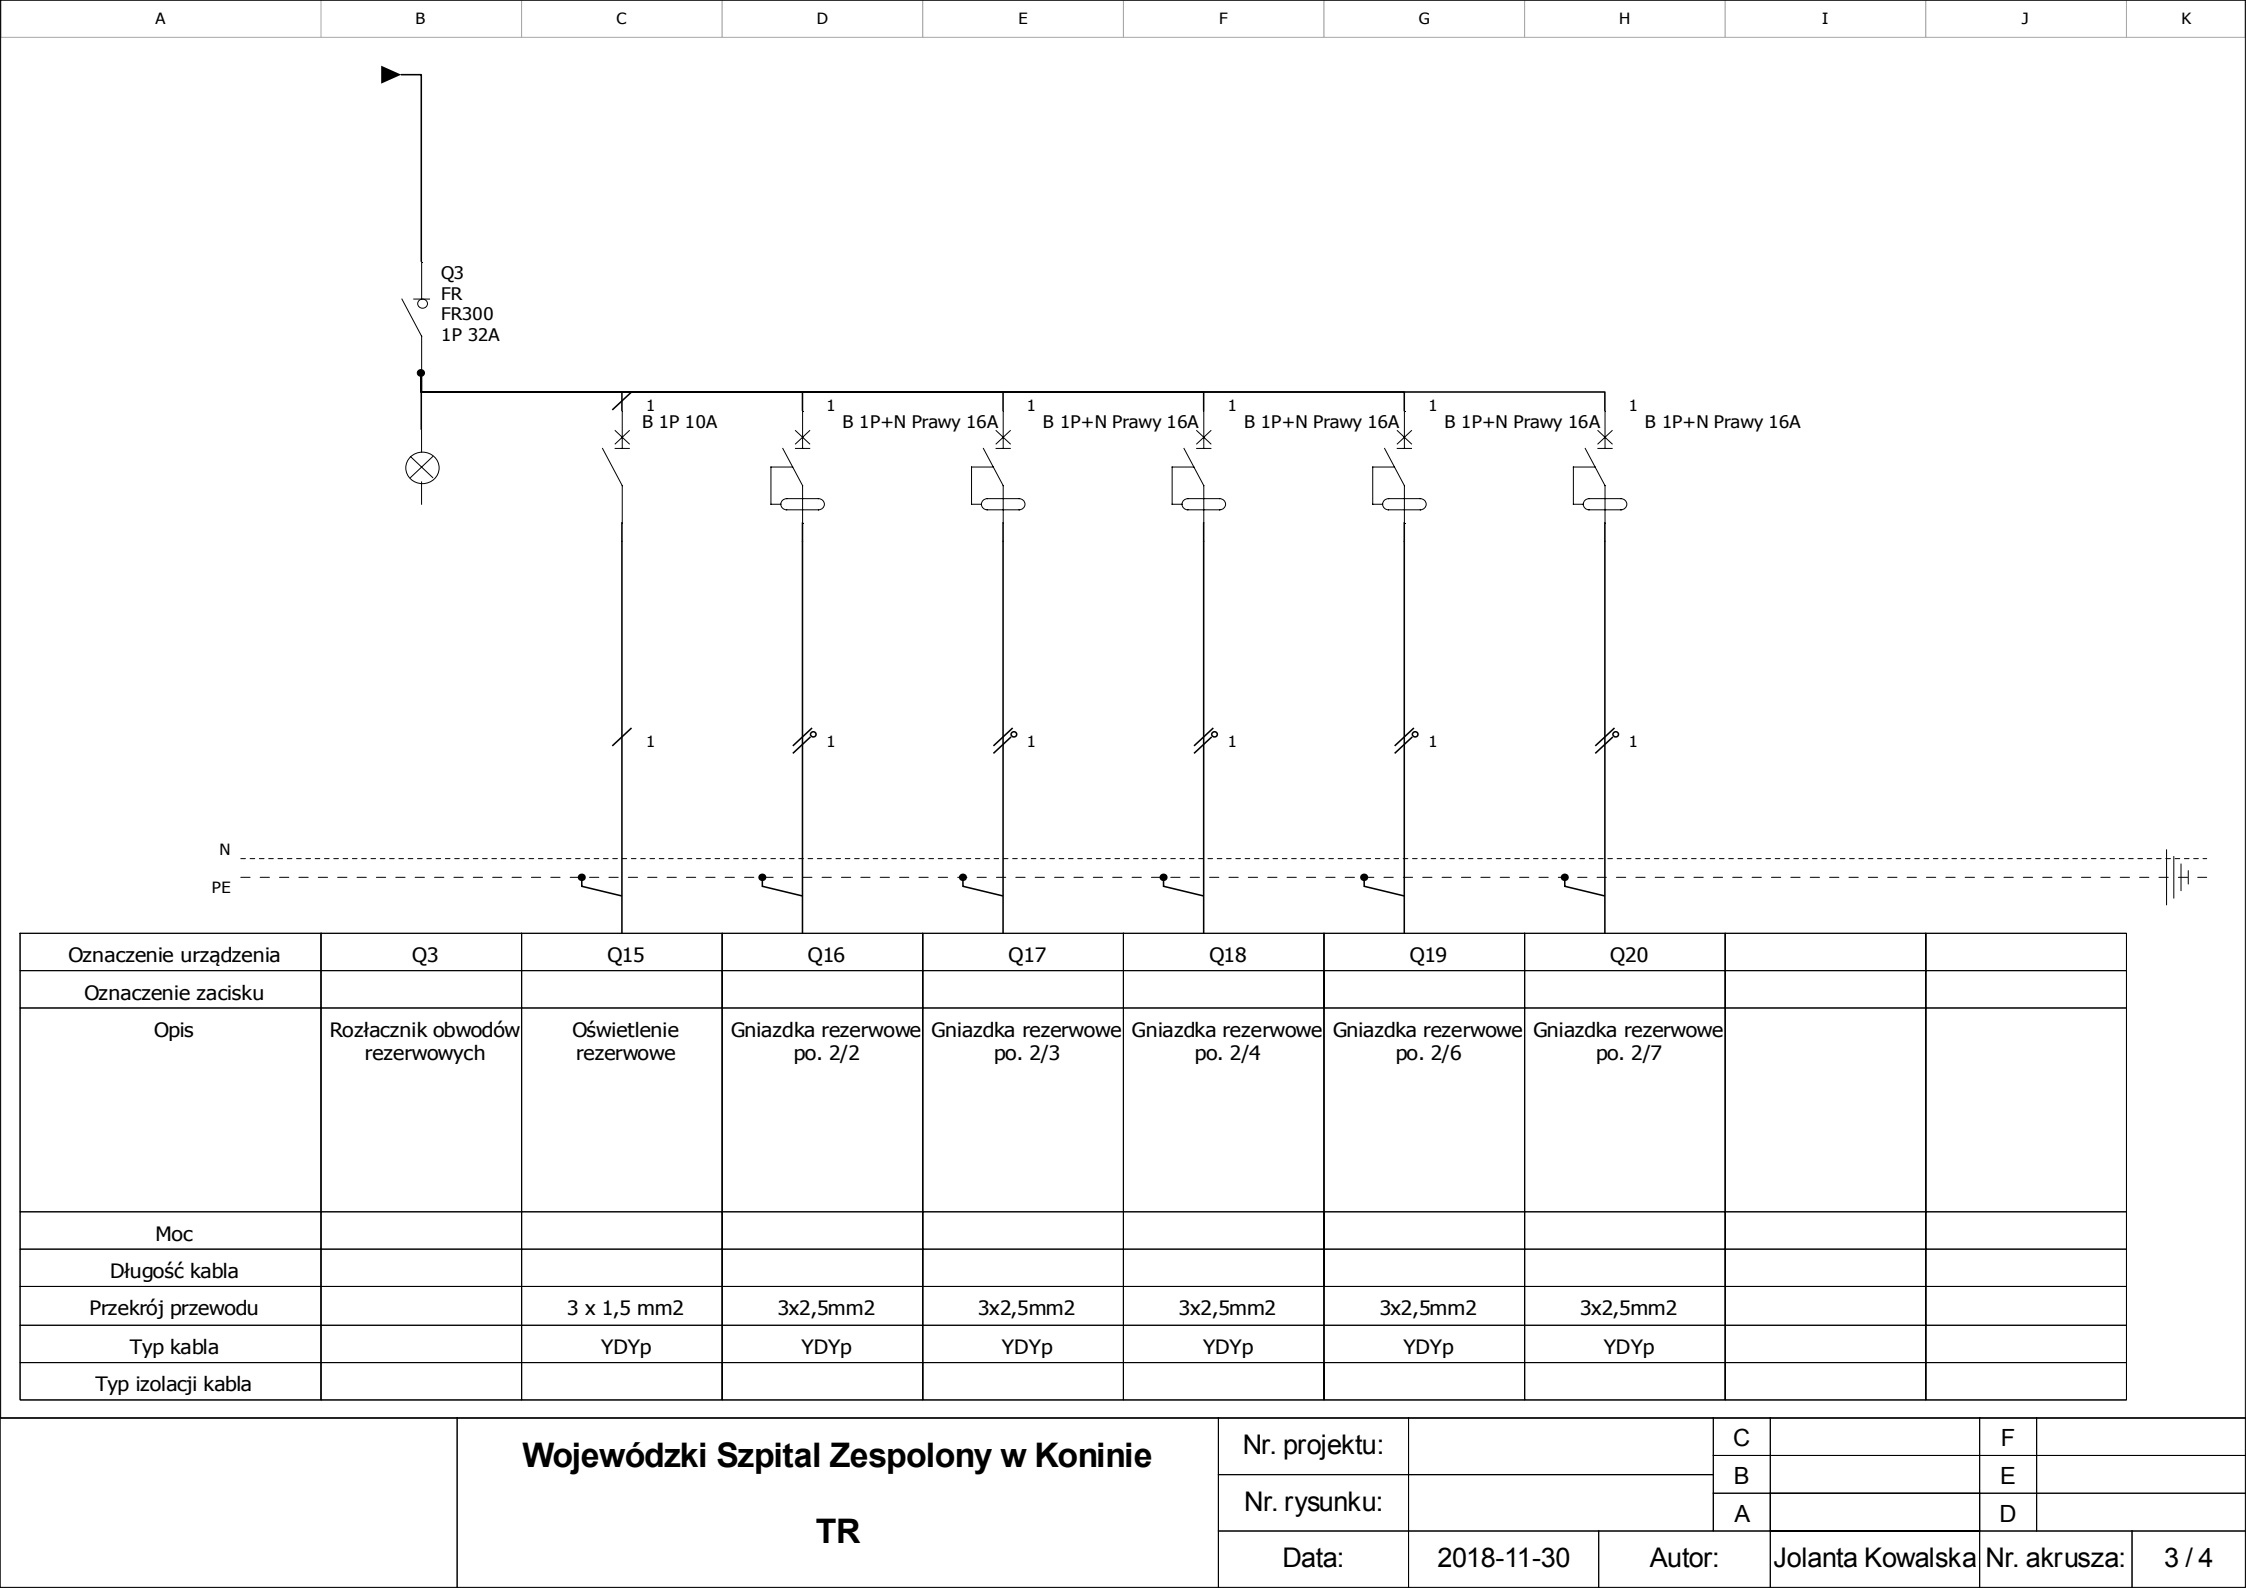 A B C D E F G H I J K
Q3
FR
FR300
1P 32A
1 1 1 1 1 1
B 1P 10A B 1P+N Prawy 16A B 1P+N Prawy 16A B 1P+N Prawy 16A B 1P+N Prawy 16A B 1P+N Prawy 16A
1 1 1 1 1 1
N
PE
Oznaczenie urządzenia Q3 Q15 Q16 Q17 Q18 Q19 Q20
Oznaczenie zacisku
Opis Rozłacznik obwodów Oświetlenie Gniazdka rezerwowe Gniazdka rezerwowe Gniazdka rezerwowe Gniazdka rezerwowe Gniazdka rezerwowe
rezerwowych rezerwowe po. 2/2 po. 2/3 po. 2/4 po. 2/6 po. 2/7
Moc
Długość kabla
Przekrój przewodu 3 x 1,5 mm2 3x2,5mm2 3x2,5mm2 3x2,5mm2 3x2,5mm2 3x2,5mm2
Typ kabla YDYp YDYp YDYp YDYp YDYp YDYp
Typ izolacji kabla
Wojewódzki Szpital Zespolony w Koninie
TR
Nr. projektu: C F
B E
Nr. rysunku: A D
Data: 2018-11-30 Autor: Jolanta Kowalska Nr. akrusza: 3 / 4